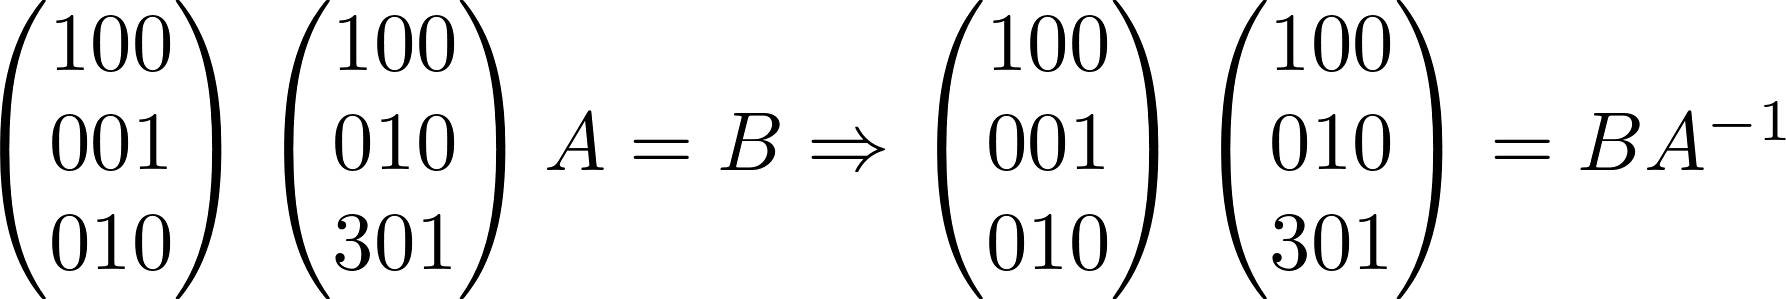 (100 001 010) (100 010 301) A = B ⇒ (100 001 010) (100 010 301) = BA⁻¹